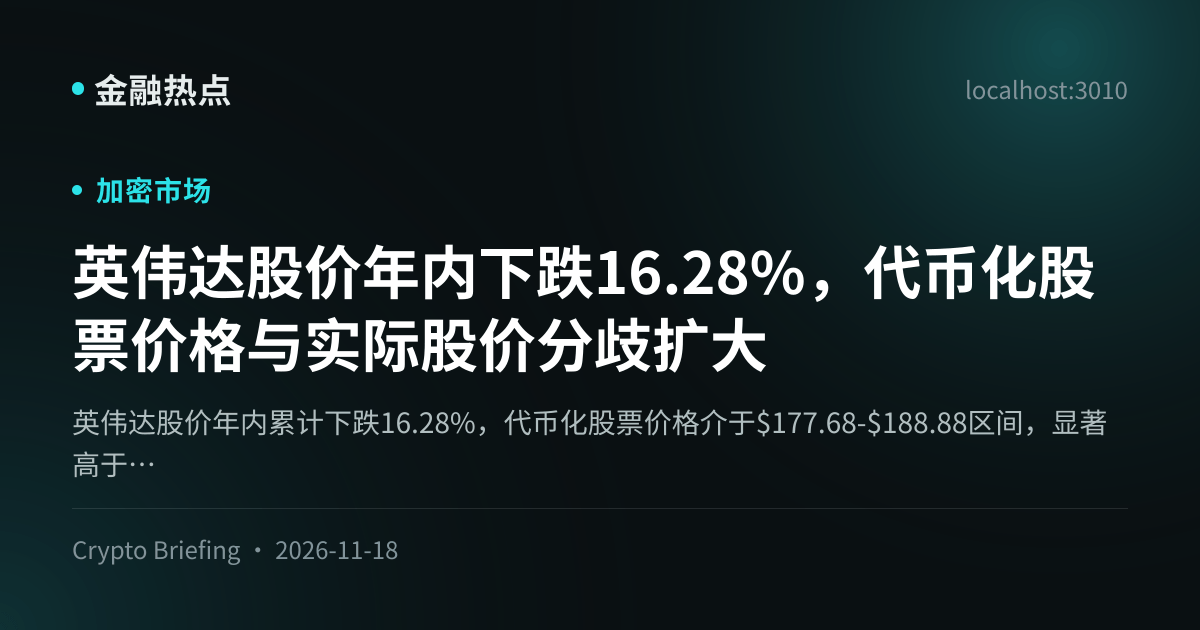 金融热点
localhost:3010
加密市场
英伟达股价年内下跌16.28%，代币化股
票价格与实际股价分歧扩大
英伟达股价年内累计下跌16.28%，代币化股票价格介于$177.68-$188.88区间，显著
高于…
Crypto Briefing · 2026-11-18